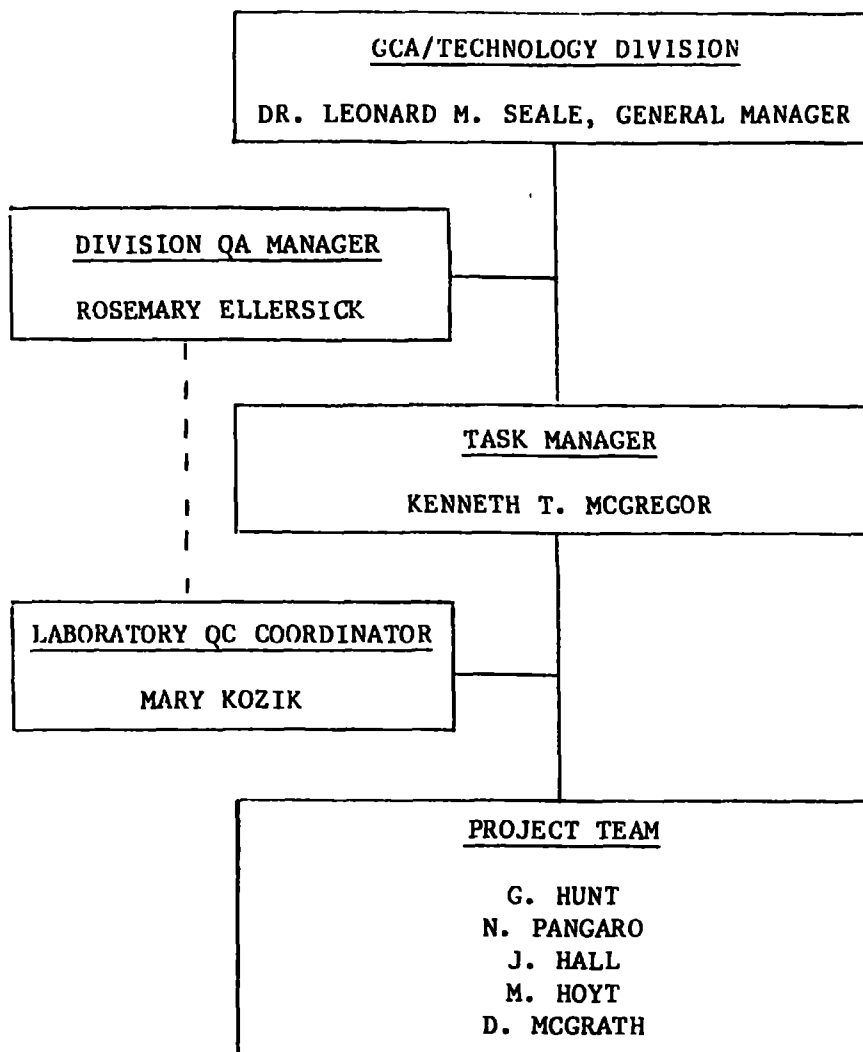 GCA/TECHNOLOGY DIVISION
DR. LEONARD M. SEALE, GENERAL MANAGER
DIVISION QA MANAGER
ROSEMARY ELLERSICK
TASK MANAGER
KENNETH T. MCGREGOR
LABORATORY QC COORDINATOR
MARY KOZIK
PROJECT TEAM
G. HUNT
N. PANGARO
J. HALL
M. HOYT
D. MCGRATH